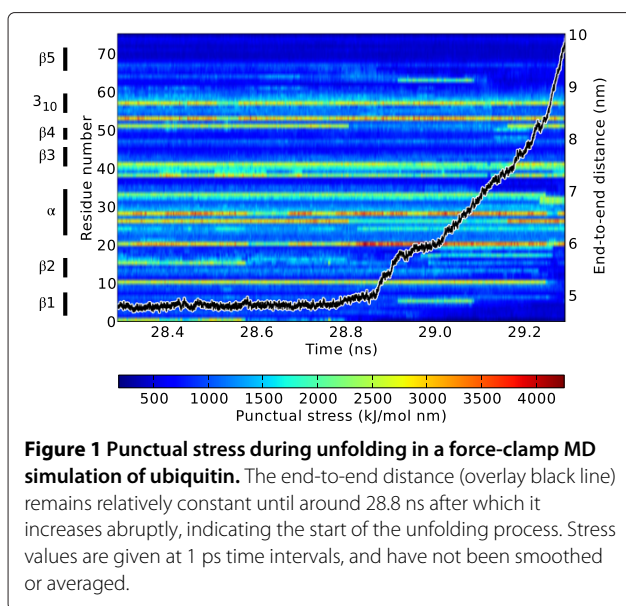 β5
3₁₀
β4
β3
α
β2
β1
Residue number
70
60
50
40
30
20
10
0
10
9
8
7
6
5
End-to-end distance (nm)
28.4 28.6 28.8 29.0 29.2
Time (ns)
500 1000 1500 2000 2500 3000 3500 4000
Punctual stress (kJ/mol nm)
Figure 1 Punctual stress during unfolding in a force-clamp MD
simulation of ubiquitin. The end-to-end distance (overlay black line)
remains relatively constant until around 28.8 ns after which it
increases abruptly, indicating the start of the unfolding process. Stress
values are given at 1 ps time intervals, and have not been smoothed
or averaged.